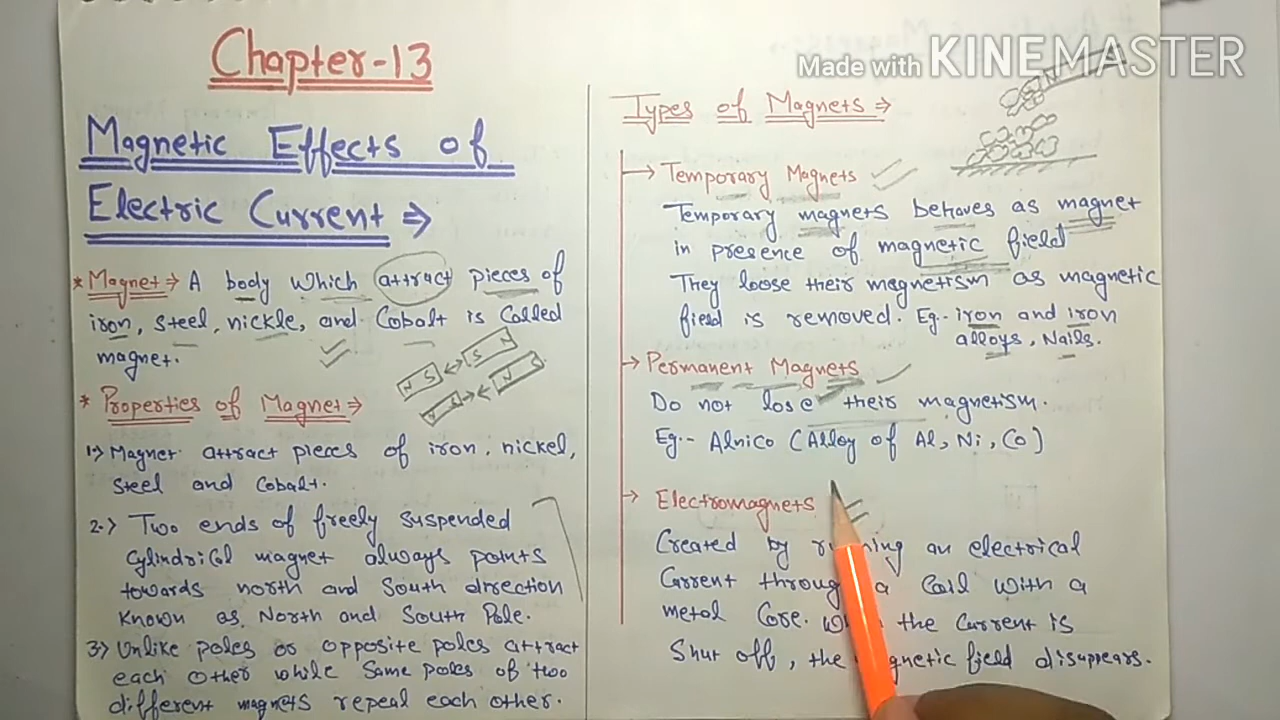 Chapter-13
Magnetic Effects of
Electric Current ⇒
* Magnet → A body which attract pieces of
iron, steel, nickle, and Cobalt is Called
magnet.
N S S N
N S N S
* Properties of Magnet →
1.) Magnet attract pieces of iron, nickel,
steel and Cobalt.
2.) Two ends of freely suspended
Cylindrical magnet always points
towards north and South direction
known as North and South Pole.
3) Unlike poles or opposite poles attract
each other while Same poles of two
different magnets repeal each other.
Made with KINEMASTER
Types of Magnets ⇒
→ Temporary Magnets
Temporary magnets behaves as magnet
in presence of magnetic field
They loose their magnetism as magnetic
field is removed. Eg.- iron and iron
alloys, Nails.
→ Permanent Magnets
Do not lose their magnetism.
Eg.- Alnico (Alloy of Al, Ni, Co)
→ Electromagnets
Created by an electrical
Current a Coil with a
metal Core. the Current is
Shut off, the field disappears.